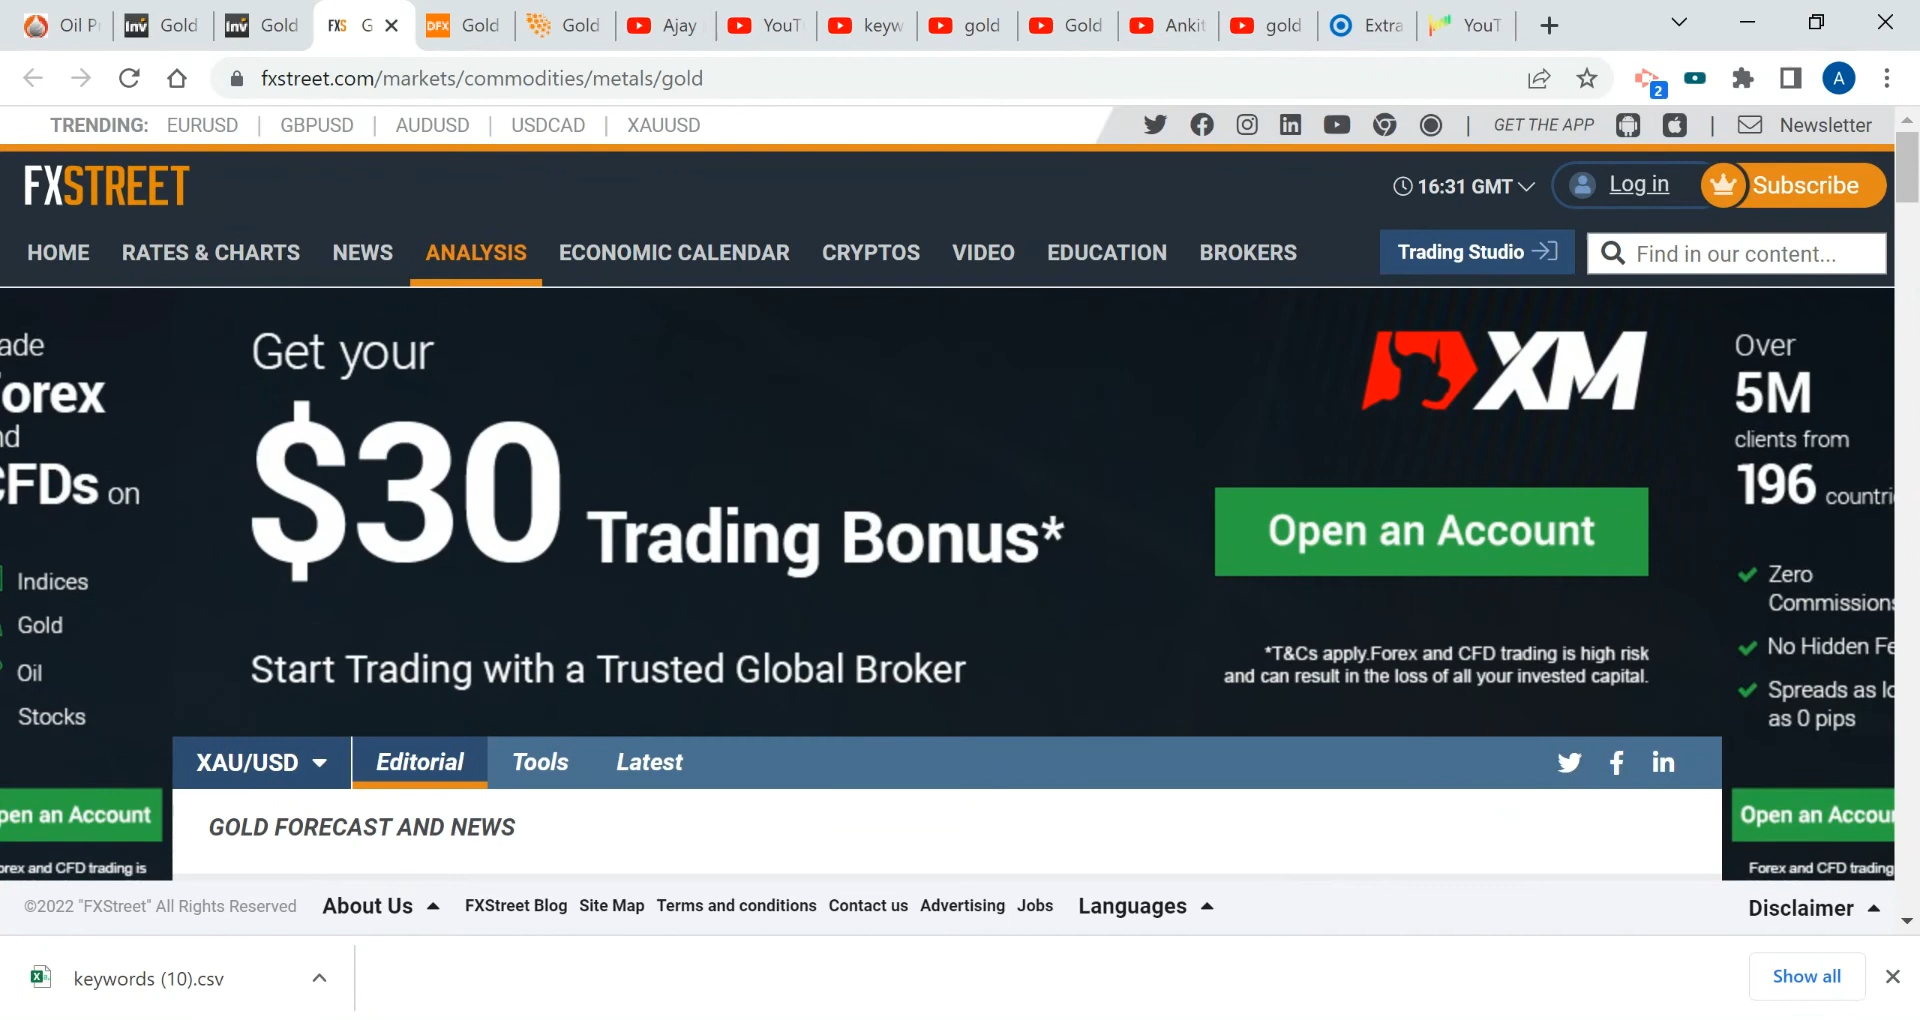 Oil P
Gold
Gold
FXS G
DFX Gold
Gold
Ajay
YouT
keyw
gold
Gold
Ankit
gold
Extra
YouT
fxstreet.com/markets/commodities/metals/gold
2
A
TRENDING: EURUSD | GBPUSD | AUDUSD | USDCAD | XAUUSD
GET THE APP
Newsletter
FXSTREET
16:31 GMT
Log in
Subscribe
HOME RATES & CHARTS NEWS ANALYSIS ECONOMIC CALENDAR CRYPTOS VIDEO EDUCATION BROKERS
Trading Studio
Find in our content...
ade
orex
nd
CFDs on
Indices
Gold
Oil
Stocks
pen an Account
orex and CFD trading is
Get your
$30 Trading Bonus*
Start Trading with a Trusted Global Broker
XM
Open an Account
*T&Cs apply.Forex and CFD trading is high risk
and can result in the loss of all your invested capital.
Over
5M
clients from
196 countri
Zero
Commissions
No Hidden Fe
Spreads as lo
as 0 pips
Open an Accou
Forex and CFD trading
XAU/USD Editorial Tools Latest
GOLD FORECAST AND NEWS
©2022 "FXStreet" All Rights Reserved About Us FXStreet Blog Site Map Terms and conditions Contact us Advertising Jobs Languages Disclaimer
keywords (10).csv
Show all